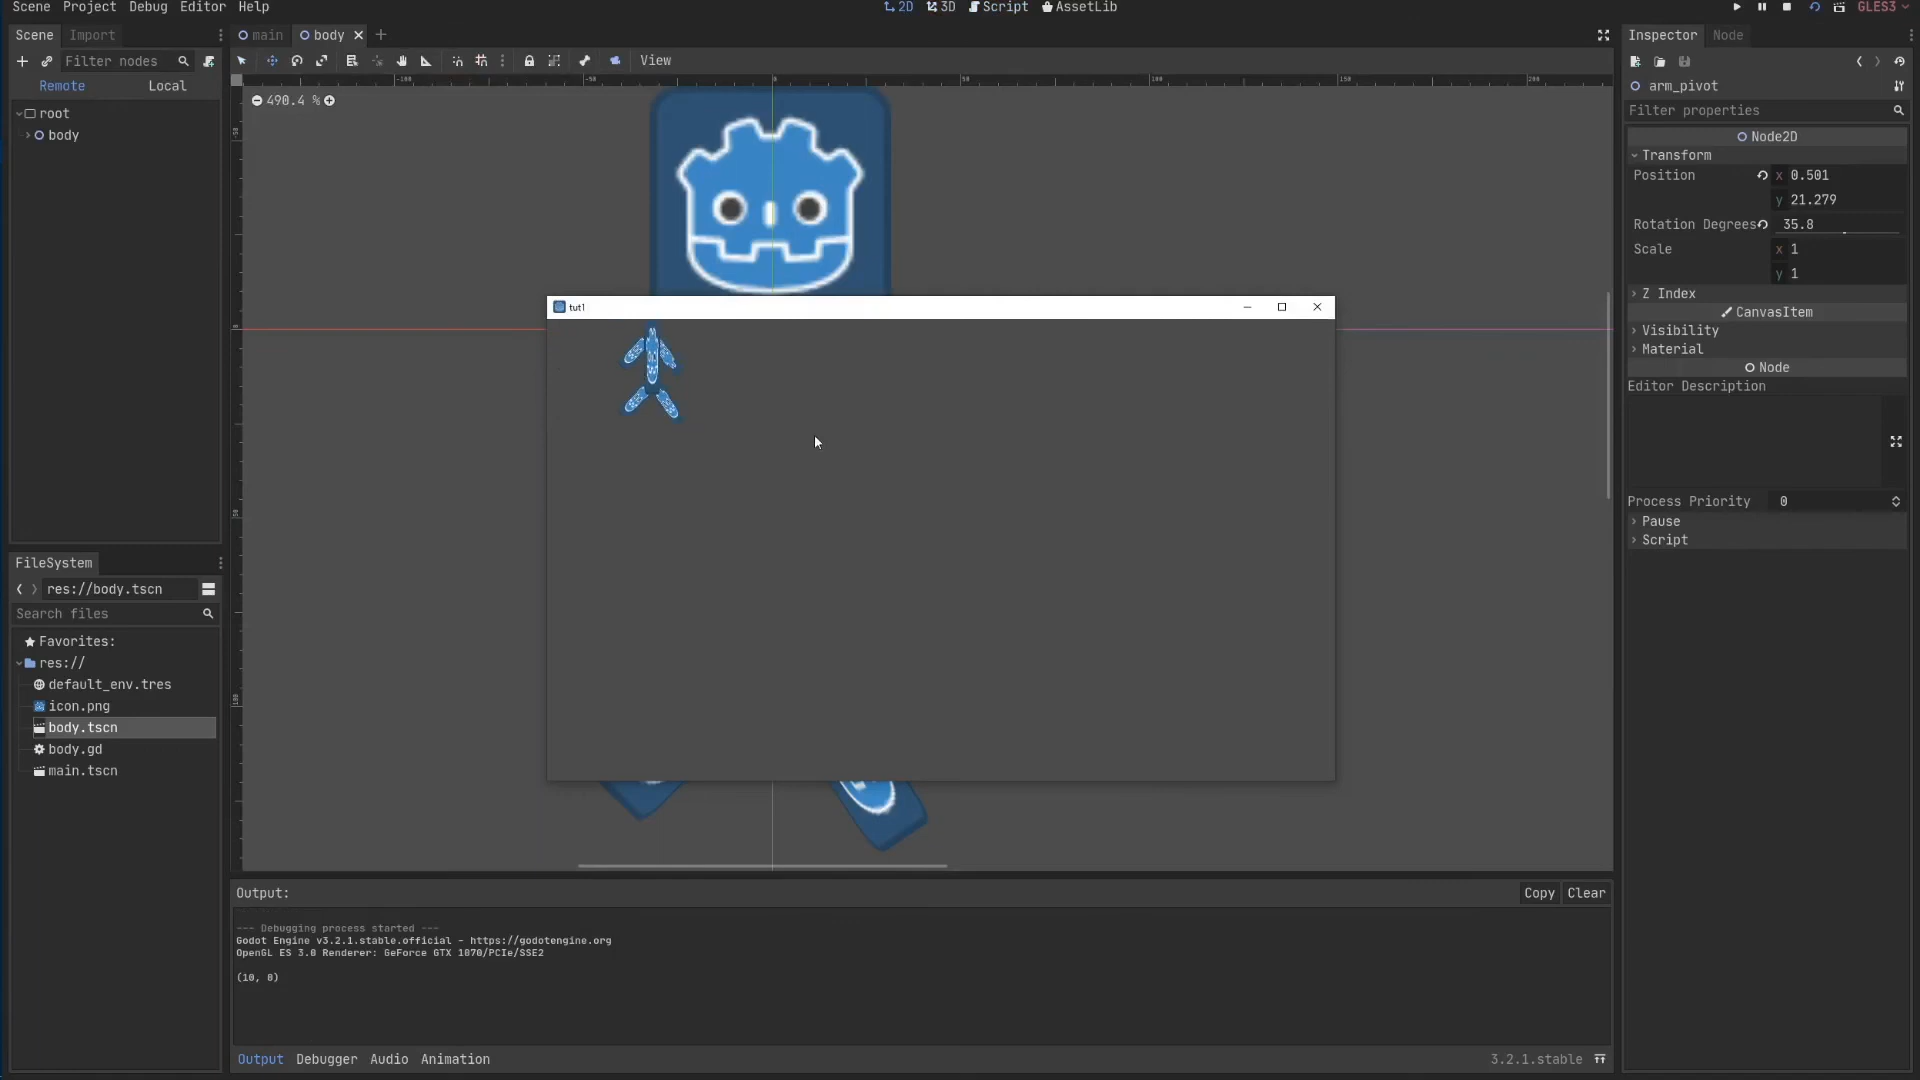 Scene Project Debug Editor Help
2D 3D Script AssetLib
GLES3
Scene Import
main body
Inspector Node
Filter nodes
View
Remote Local
490.4 %
arm_pivot
Filter properties
root
body
Node2D
Transform
Position x 0.501
y 21.279
Rotation Degrees 35.8
Scale x 1
y 1
Z Index
CanvasItem
Visibility
Material
Node
Editor Description
Process Priority 0
Pause
Script
tut1
FileSystem
res://body.tscn
Search files
Favorites:
res://
default_env.tres
icon.png
body.tscn
body.gd
main.tscn
Output:
Copy Clear
--- Debugging process started ---
Godot Engine v3.2.1.stable.official - https://godotengine.org
OpenGL ES 3.0 Renderer: GeForce GTX 1070/PCIe/SSE2
(10, 0)
Output Debugger Audio Animation
3.2.1.stable